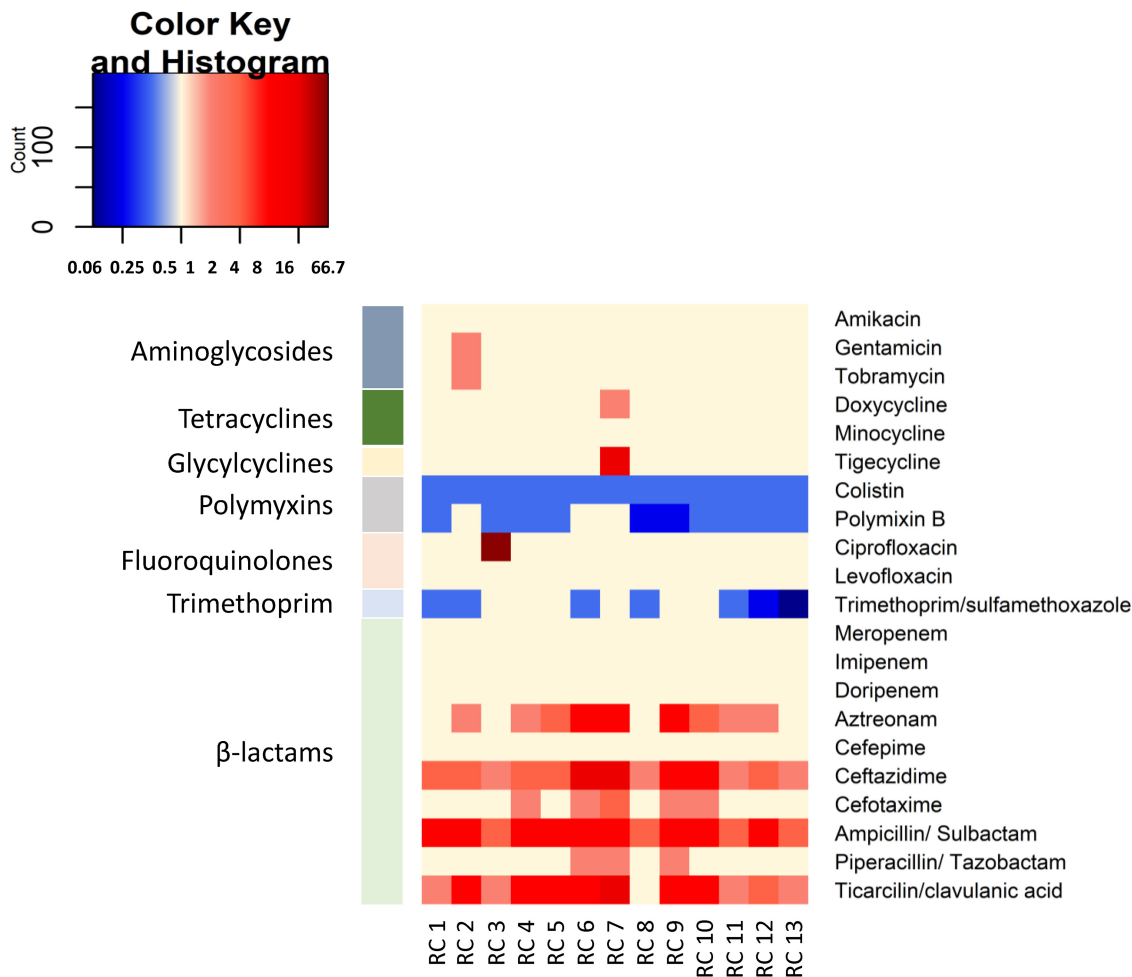 Color Key
and Histogram
Count
100
0
0.06 0.25 0.5 1 2 4 8 16 66.7
Aminoglycosides
Tetracyclines
Glycylcyclines
Polymyxins
Fluoroquinolones
Trimethoprim
β-lactams
Amikacin
Gentamicin
Tobramycin
Doxycycline
Minocycline
Tigecycline
Colistin
Polymixin B
Ciprofloxacin
Levofloxacin
Trimethoprim/sulfamethoxazole
Meropenem
Imipenem
Doripenem
Aztreonam
Cefepime
Ceftazidime
Cefotaxime
Ampicillin/ Sulbactam
Piperacillin/ Tazobactam
Ticarcilin/clavulanic acid
RC 1
RC 2
RC 3
RC 4
RC 5
RC 6
RC 7
RC 8
RC 9
RC 10
RC 11
RC 12
RC 13